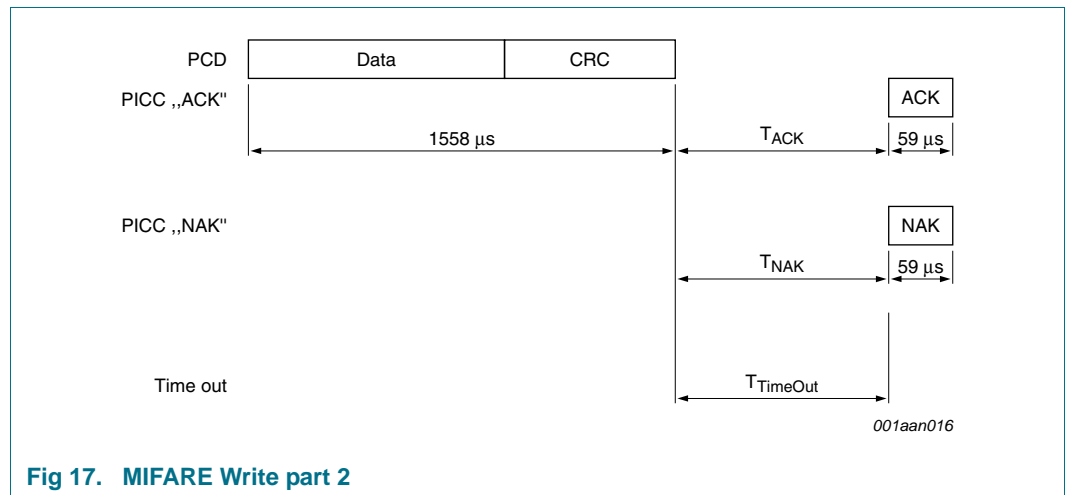 PCD Data CRC
PICC ,,ACK" ACK
1558 µs TACK 59 µs
PICC ,,NAK" NAK
TNAK 59 µs
Time out TTimeOut
001aan016
Fig 17. MIFARE Write part 2